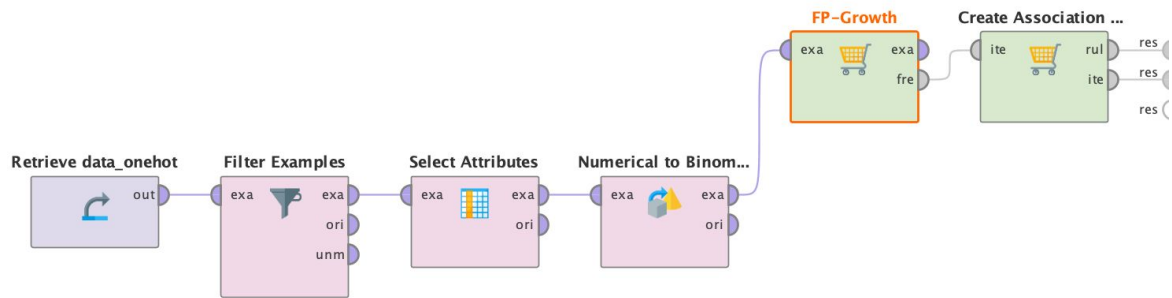 FP-Growth
Create Association ...
exa
exa
fre
ite
rul
ite
res
res
res
Retrieve data_onehot
Filter Examples
Select Attributes
Numerical to Binom...
out
exa
exa
ori
unm
exa
exa
ori
exa
exa
ori